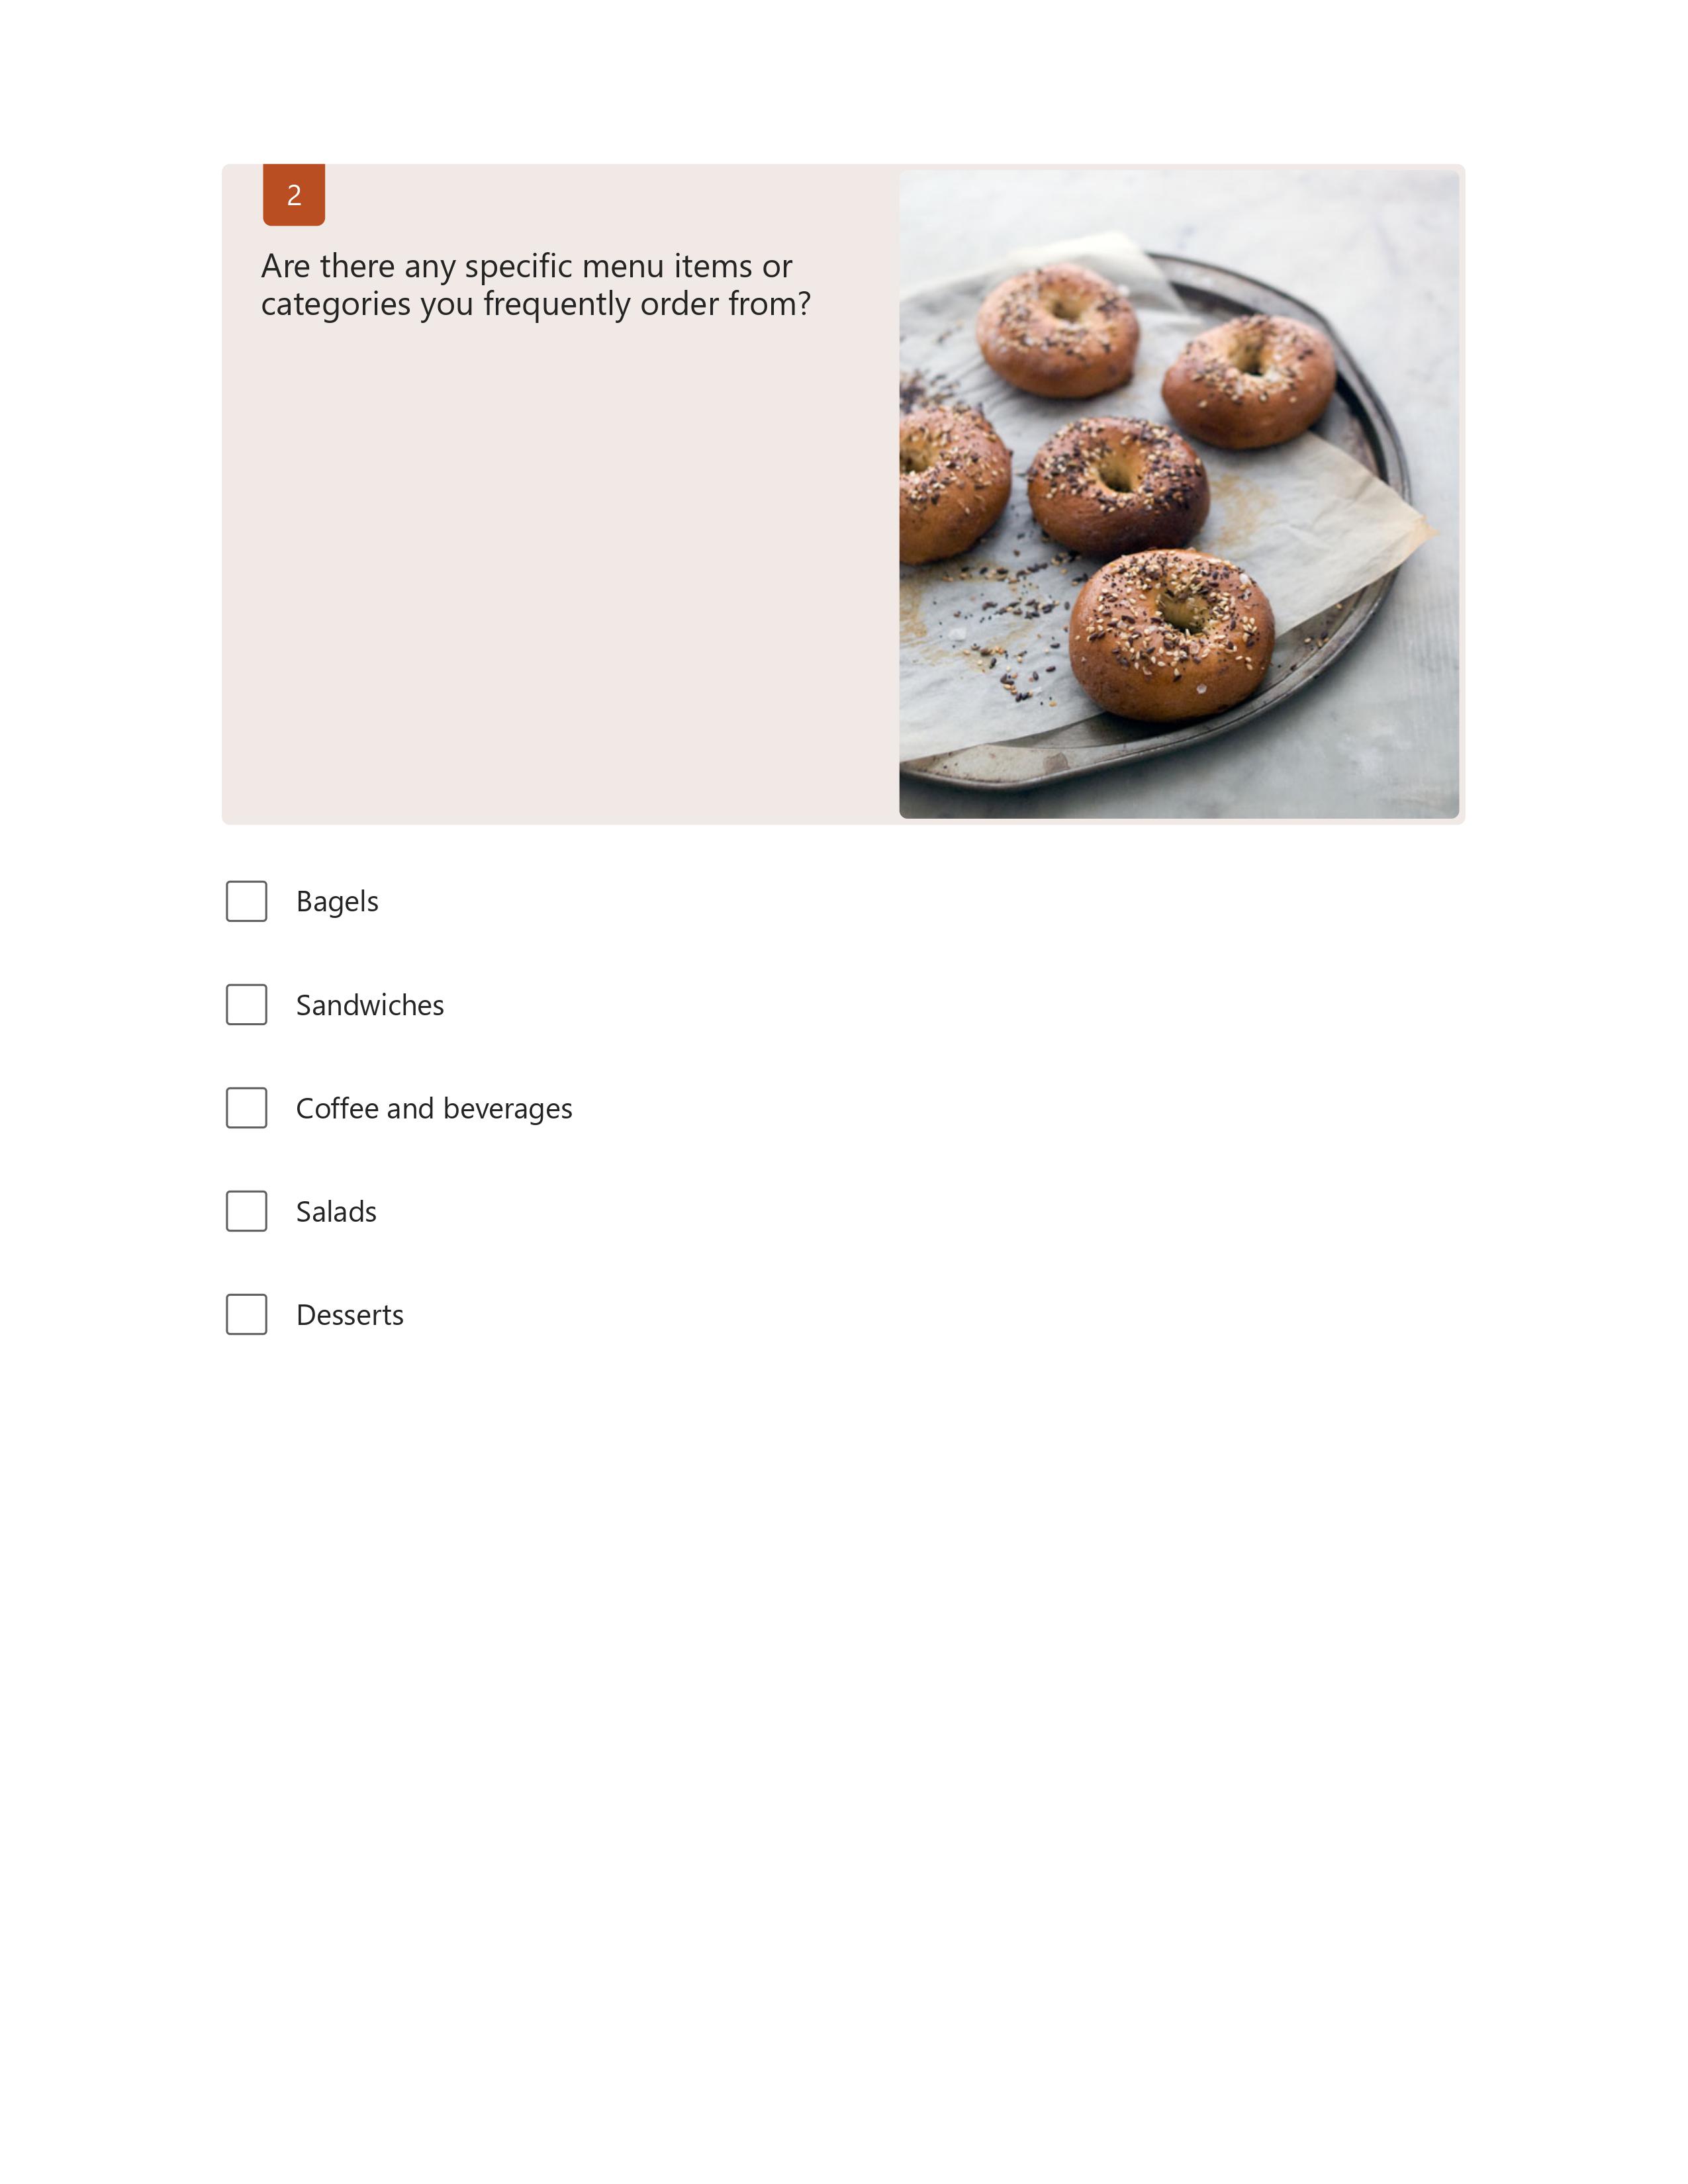 2
Are there any specific menu items or
categories you frequently order from?
Bagels
Sandwiches
Coffee and beverages
Salads
Desserts